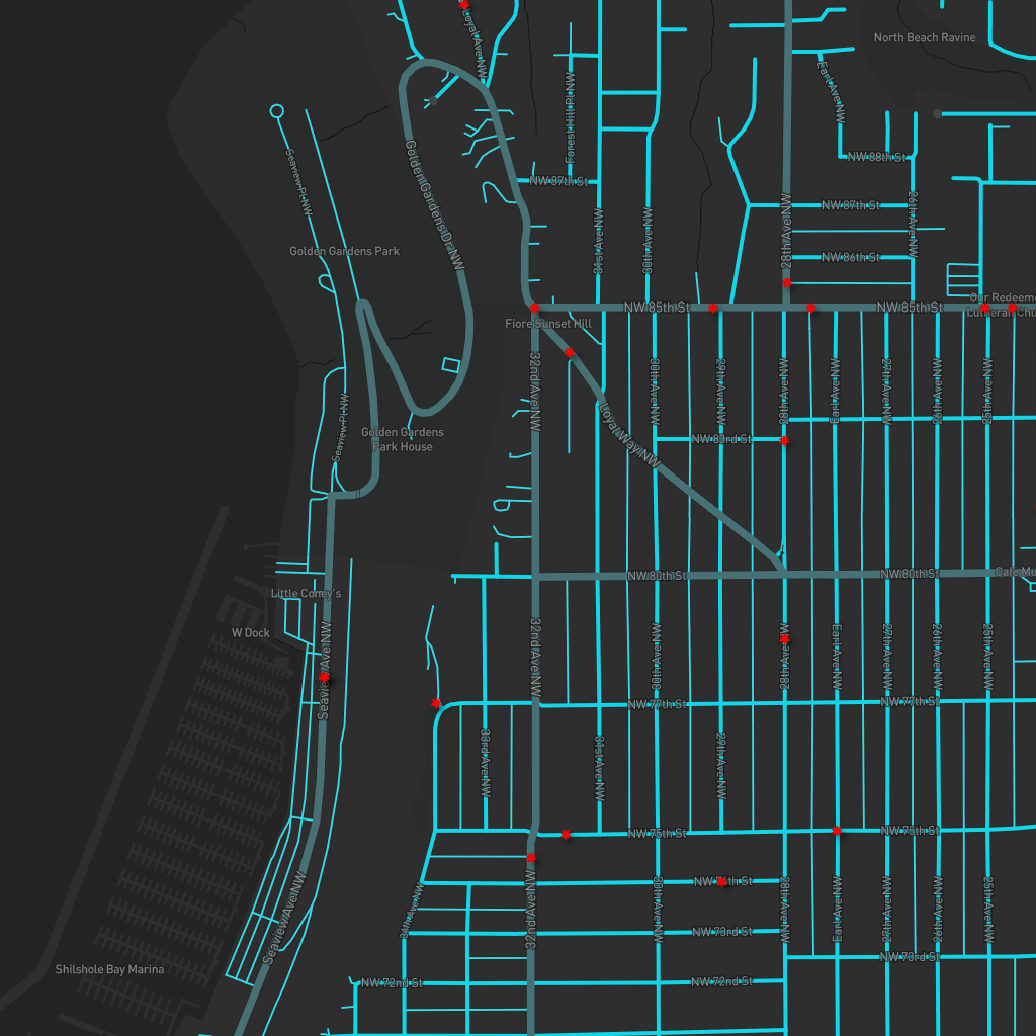 Loyal Ave NW
North Beach Ravine
Earl Ave NW
Forest Hill Pl NW
NW 88th St
Seaview Pl NW
Golden Gardens Dr NW
NW 87th St
NW 87th St
28th Ave NW
26th Ave NW
31st Ave NW
30th Ave NW
Golden Gardens Park
NW 86th St
Our Redeeme
Lutheran Chu
NW 85th St
NW 85th St
Fiore Sunset Hill
32nd Ave NW
30th Ave NW
29th Ave NW
28th Ave NW
Earl Ave NW
27th Ave NW
26th Ave NW
25th Ave NW
Seaview Pl NW
Loyal Way NW
Golden Gardens
Park House
NW 83rd St
NW 80th St
NW 80th St
Cafe Mu
Little Coney's
W Dock
Seaview Ave NW
32nd Ave NW
30th Ave NW
28th Ave NW
Earl Ave NW
27th Ave NW
26th Ave NW
25th Ave NW
NW 77th St
NW 77th St
33rd Ave NW
31st Ave NW
29th Ave NW
NW 75th St
NW 75th St
NW 74th St
Seaview Ave NW
34th Ave NW
32nd Ave NW
30th Ave NW
28th Ave NW
Earl Ave NW
27th Ave NW
26th Ave NW
25th Ave NW
NW 73rd St
NW 73rd St
Shilshole Bay Marina
NW 72nd St
NW 72nd St